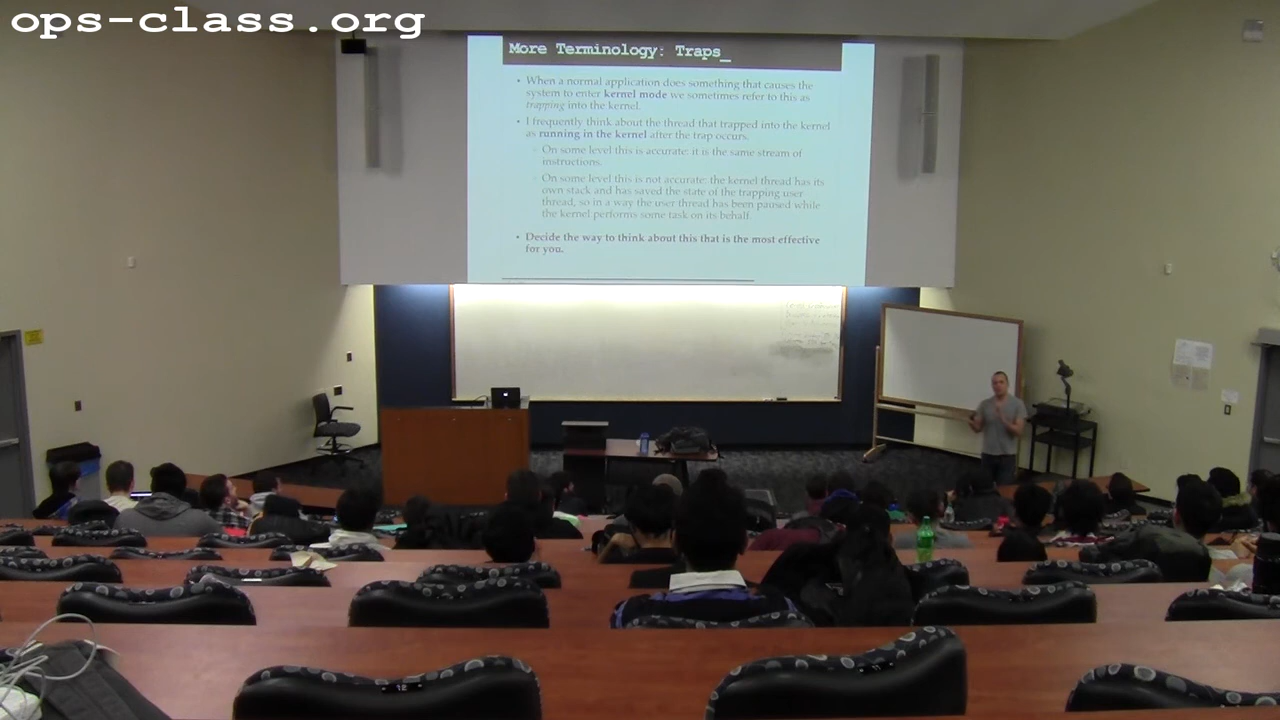 ops-class.org
More Terminology: Traps_
• When a normal application does something that causes the
system to enter kernel mode we sometimes refer to this as
trapping into the kernel.
• I frequently think about the thread that trapped into the kernel
as running in the kernel after the trap occurs.
On some level this is accurate: it is the same stream of
instructions.
On some level this is not accurate: the kernel thread has its
own stack and has saved the state of the trapping user
thread, so in a way the user thread has been paused while
the kernel performs some task on its behalf.
• Decide the way to think about this that is the most effective
for you.